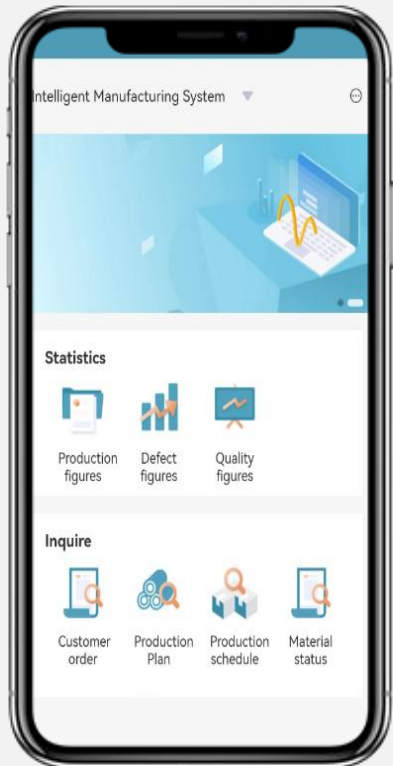 Intelligent Manufacturing System
Statistics
Production
figures
Defect
figures
Quality
figures
Inquire
Customer
order
Production
Plan
Production
schedule
Material
status